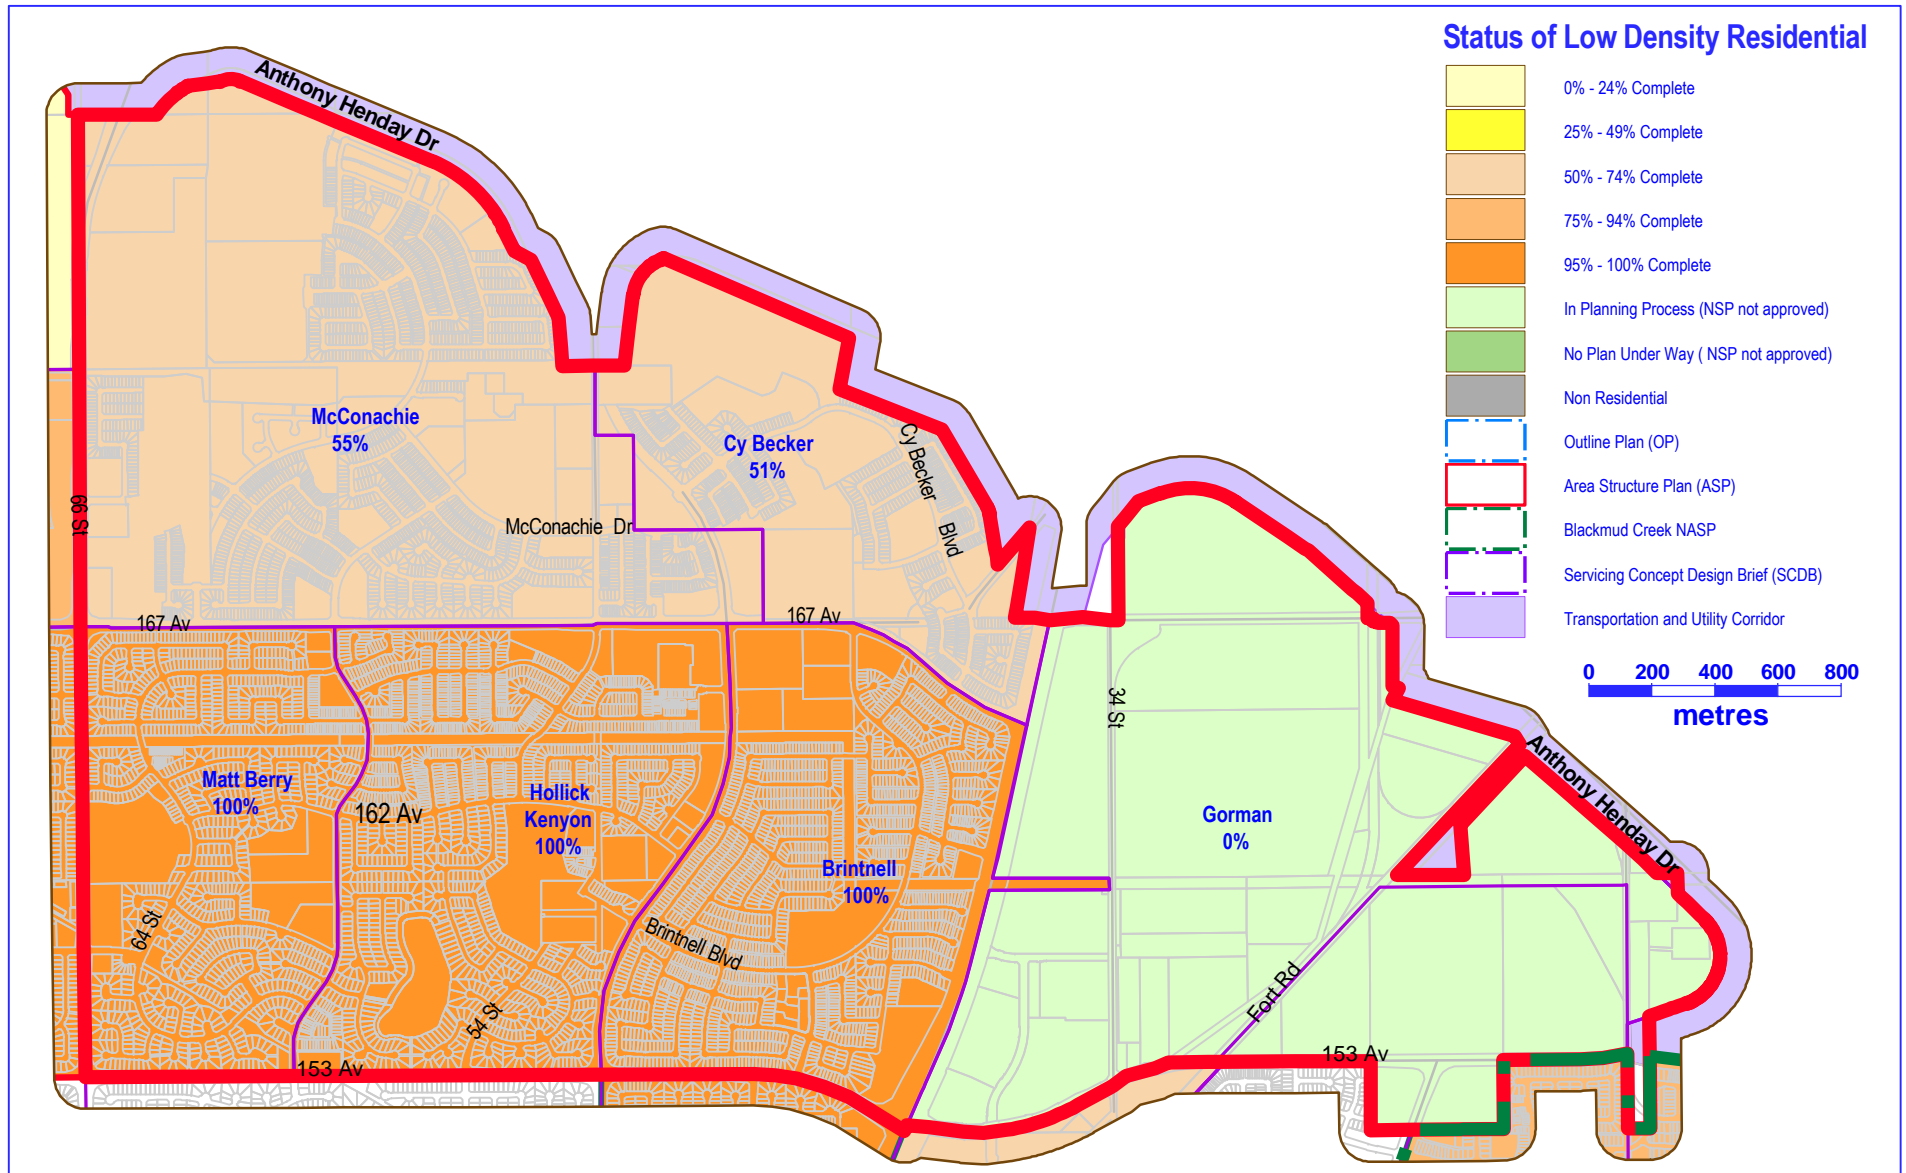 Status of Low Density Residential
0% - 24% Complete
25% - 49% Complete
50% - 74% Complete
75% - 94% Complete
95% - 100% Complete
In Planning Process (NSP not approved)
No Plan Under Way ( NSP not approved)
Non Residential
Outline Plan (OP)
Area Structure Plan (ASP)
Blackmud Creek NASP
Servicing Concept Design Brief (SCDB)
Transportation and Utility Corridor
0 200 400 600 800
metres
Anthony Henday Dr
McConachie
55%
Cy Becker
51%
Cy Becker
Blvd
66 St
McConachie Dr
167 Av
167 Av
34 St
Anthony Henday Dr
Matt Berry
100%
162 Av
Hollick
Kenyon
100%
Gorman
0%
Brintnell
100%
64 St
Brintnell Blvd
54 St
Fort Rd
153 Av
153 Av